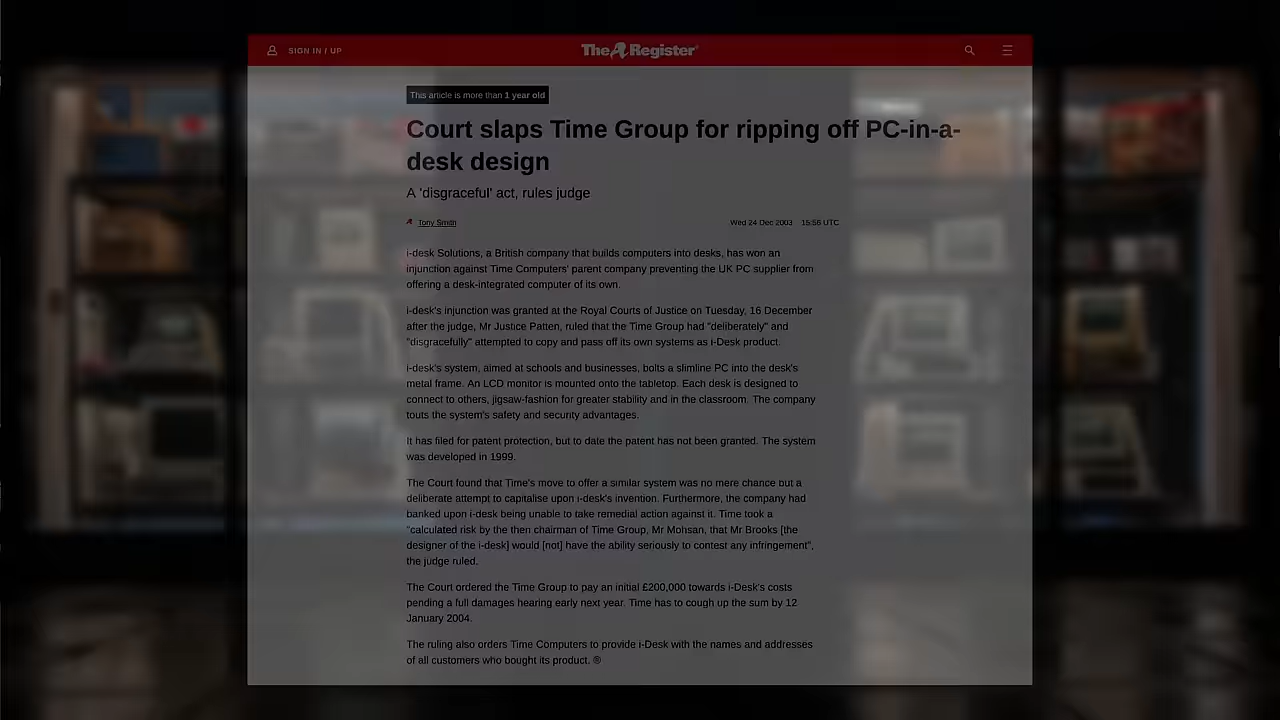 SIGN IN / UP
The Register
This article is more than 1 year old
Court slaps Time Group for ripping off PC-in-a-
desk design
A 'disgraceful' act, rules judge
Tony Smith
Wed 24 Dec 2003 15:56 UTC
i-desk Solutions, a British company that builds computers into desks, has won an
injunction against Time Computers' parent company preventing the UK PC supplier from
offering a desk-integrated computer of its own.
i-desk's injunction was granted at the Royal Courts of Justice on Tuesday, 16 December
after the judge, Mr Justice Patten, ruled that the Time Group had "deliberately" and
"disgracefully" attempted to copy and pass off its own systems as i-Desk product.
i-desk's system, aimed at schools and businesses, bolts a slimline PC into the desk's
metal frame. An LCD monitor is mounted onto the tabletop. Each desk is designed to
connect to others, jigsaw-fashion for greater stability and in the classroom. The company
touts the system's safety and security advantages.
It has filed for patent protection, but to date the patent has not been granted. The system
was developed in 1999.
The Court found that Time's move to offer a similar system was no mere chance but a
deliberate attempt to capitalise upon i-desk's invention. Furthermore, the company had
banked upon i-desk being unable to take remedial action against it. Time took a
"calculated risk by the then chairman of Time Group, Mr Mohsan, that Mr Brooks [the
designer of the i-desk] would [not] have the ability seriously to contest any infringement",
the judge ruled.
The Court ordered the Time Group to pay an initial £200,000 towards i-Desk's costs
pending a full damages hearing early next year. Time has to cough up the sum by 12
January 2004.
The ruling also orders Time Computers to provide i-Desk with the names and addresses
of all customers who bought its product. ®